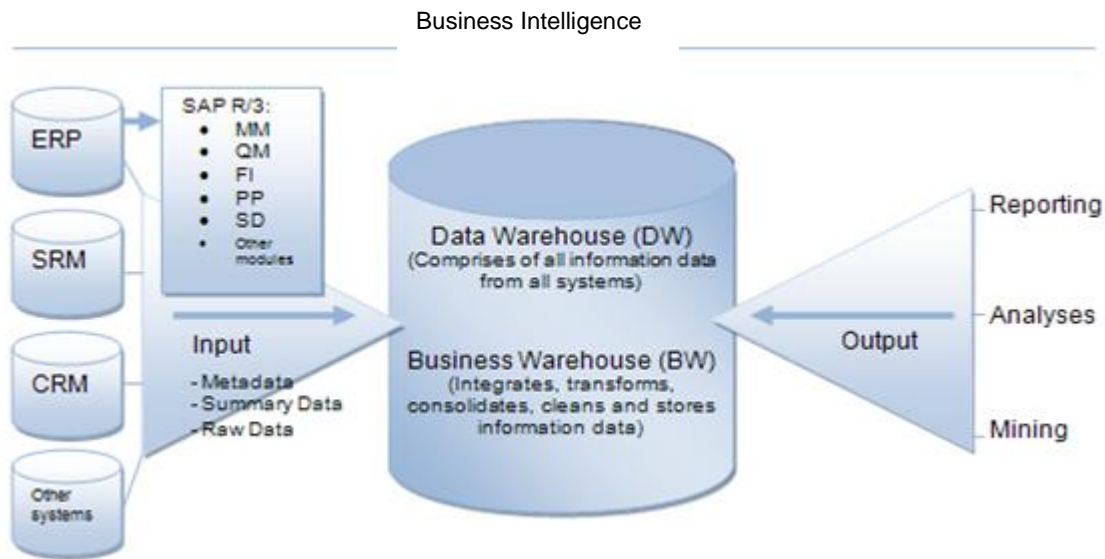 Business Intelligence
ERP
SRM
CRM
Other
systems
SAP R/3:
• MM
• QM
• FI
• PP
• SD
• Other
modules
Input
- Metadata
- Summary Data
- Raw Data
Data Warehouse (DW)
(Comprises of all information data
from all systems)
Business Warehouse (BW)
(Integrates, transforms,
consolidates, cleans and stores
information data)
Output
Reporting
Analyses
Mining